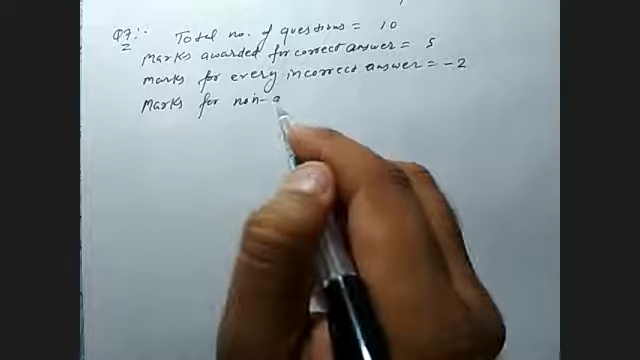 Q7:-
Total no. of questions = 10
Marks awarded for correct answer = 5
Marks for every incorrect answer = -2
Marks for non-a